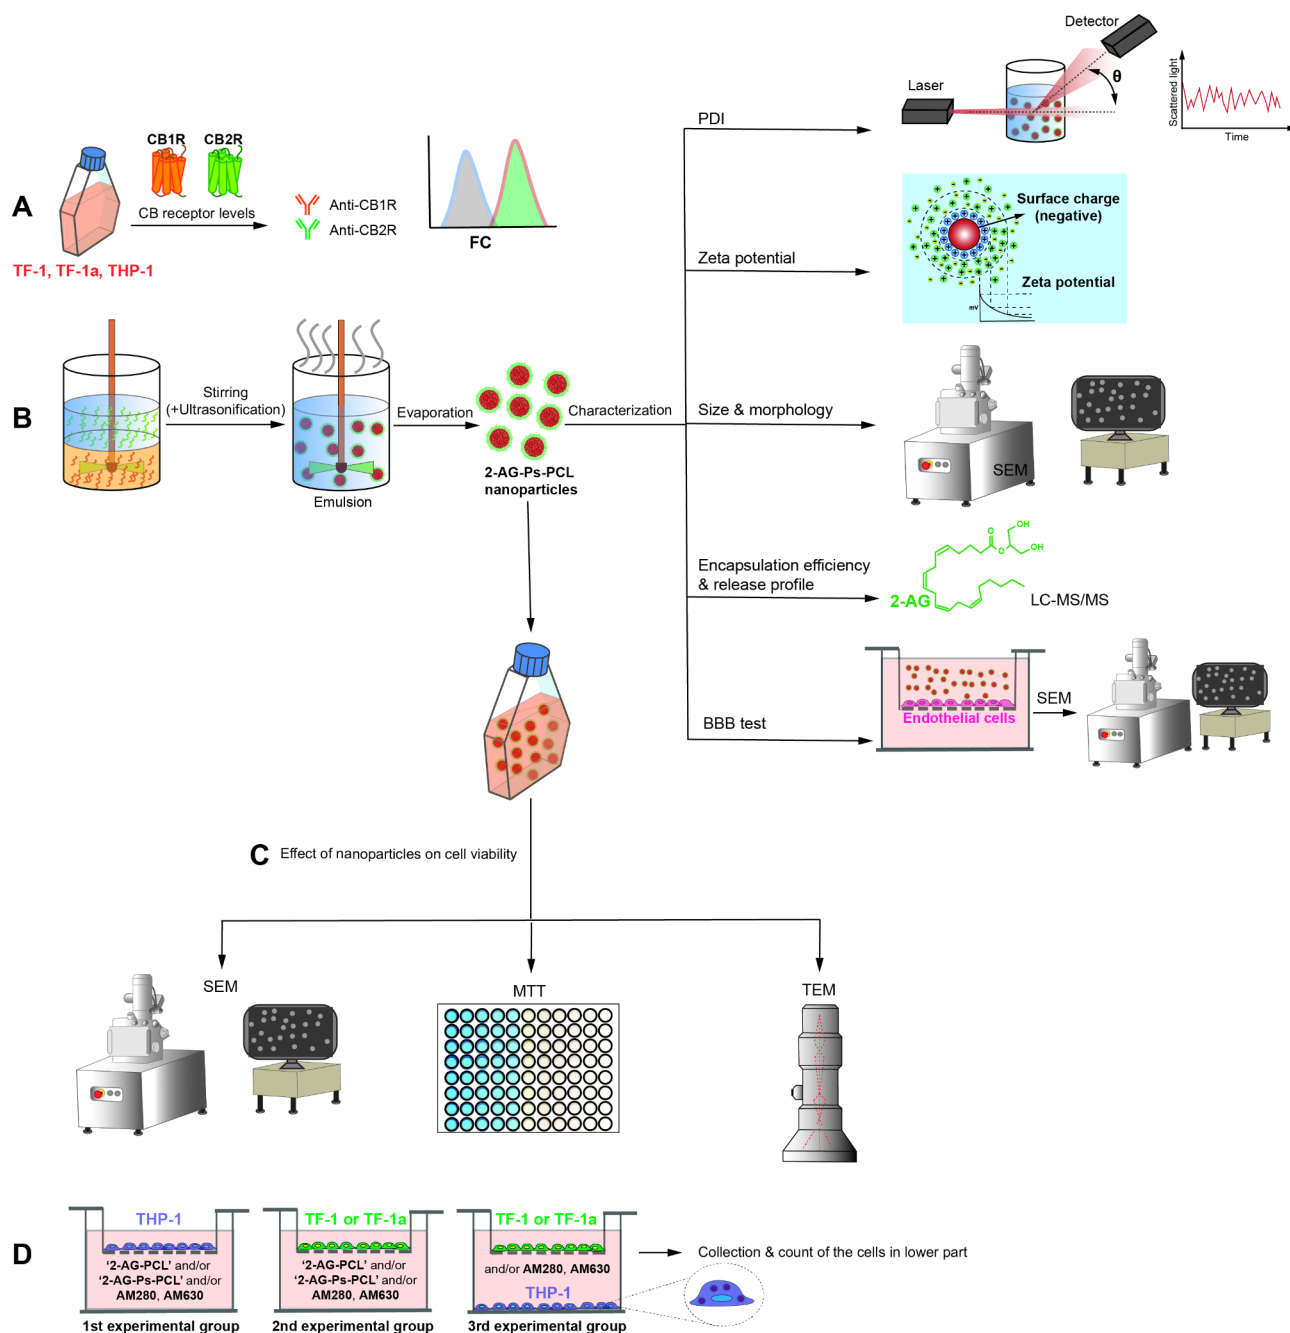 Detector
Laser
θ
Scattered light
Time
PDI
A
CB1R
CB2R
CB receptor levels
TF-1, TF-1a, THP-1
Anti-CB1R
Anti-CB2R
FC
Zeta potential
Surface charge
(negative)
Zeta potential
mV
B
Stirring
(+Ultrasonification)
Emulsion
Evaporation
2-AG-Ps-PCL
nanoparticles
Characterization
Size & morphology
SEM
Encapsulation efficiency
& release profile
O
O
OH
OH
2-AG
LC-MS/MS
BBB test
Endothelial cells
SEM
C
Effect of nanoparticles on cell viability
SEM
MTT
TEM
D
THP-1
'2-AG-PCL' and/or
'2-AG-Ps-PCL' and/or
AM280, AM630
1st experimental group
TF-1 or TF-1a
'2-AG-PCL' and/or
'2-AG-Ps-PCL' and/or
AM280, AM630
2nd experimental group
TF-1 or TF-1a
and/or AM280, AM630
THP-1
3rd experimental group
Collection & count of the cells in lower part